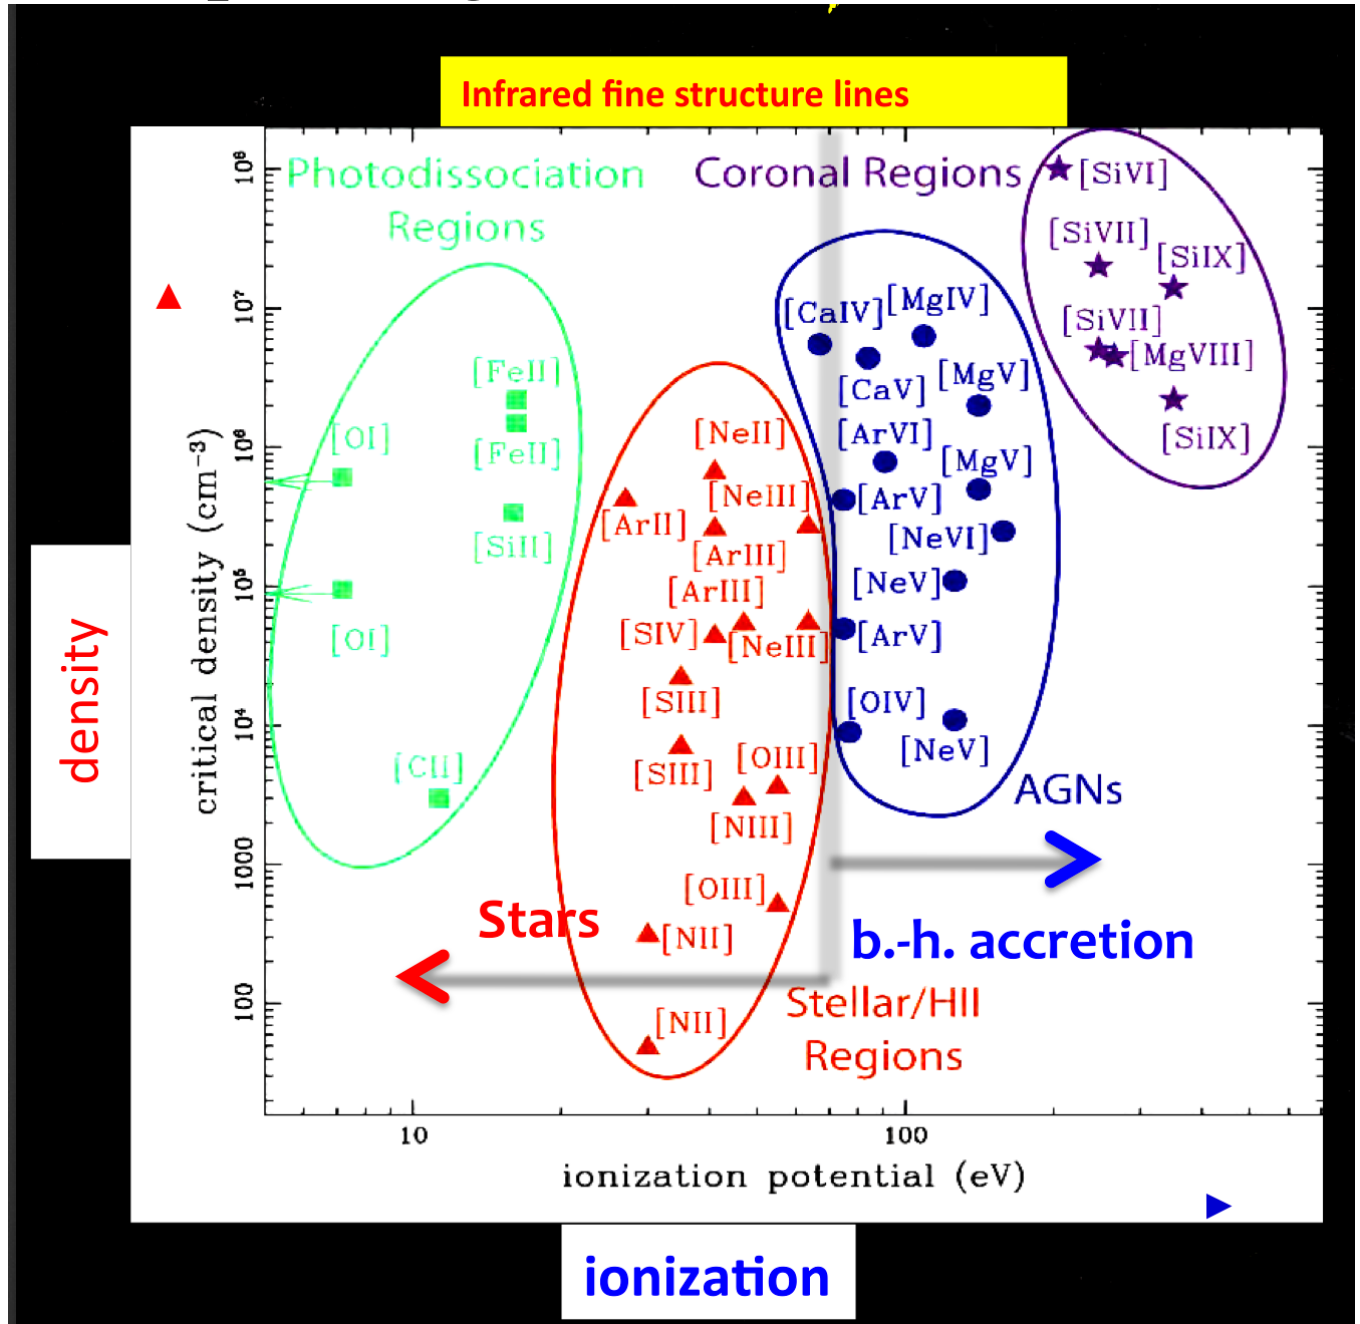 Infrared fine structure lines
Photodissociation
Regions
Coronal Regions
[SiVI]
[SiVII]
[SiIX]
[CaIV]
[MgIV]
[SiVII]
[MgVIII]
[FeII]
[CaV]
[MgV]
[SiIX]
[OI]
[NeII]
[ArVI]
[FeII]
[MgV]
[NeIII]
[ArV]
[ArII]
[SiII]
[ArIII]
[NeVI]
[ArIII]
[NeV]
[OI]
[SIV]
[NeIII]
[ArV]
[SIII]
[OIV]
[CII]
[SIII]
[OIII]
[NeV]
AGNs
[NIII]
[OIII]
Stars
[NII]
b.-h. accretion
[NII]
Stellar/HII
Regions
10⁸
10⁷
10⁶
10⁵
10⁴
1000
100
critical density (cm⁻³)
density
10
100
ionization potential (eV)
ionization